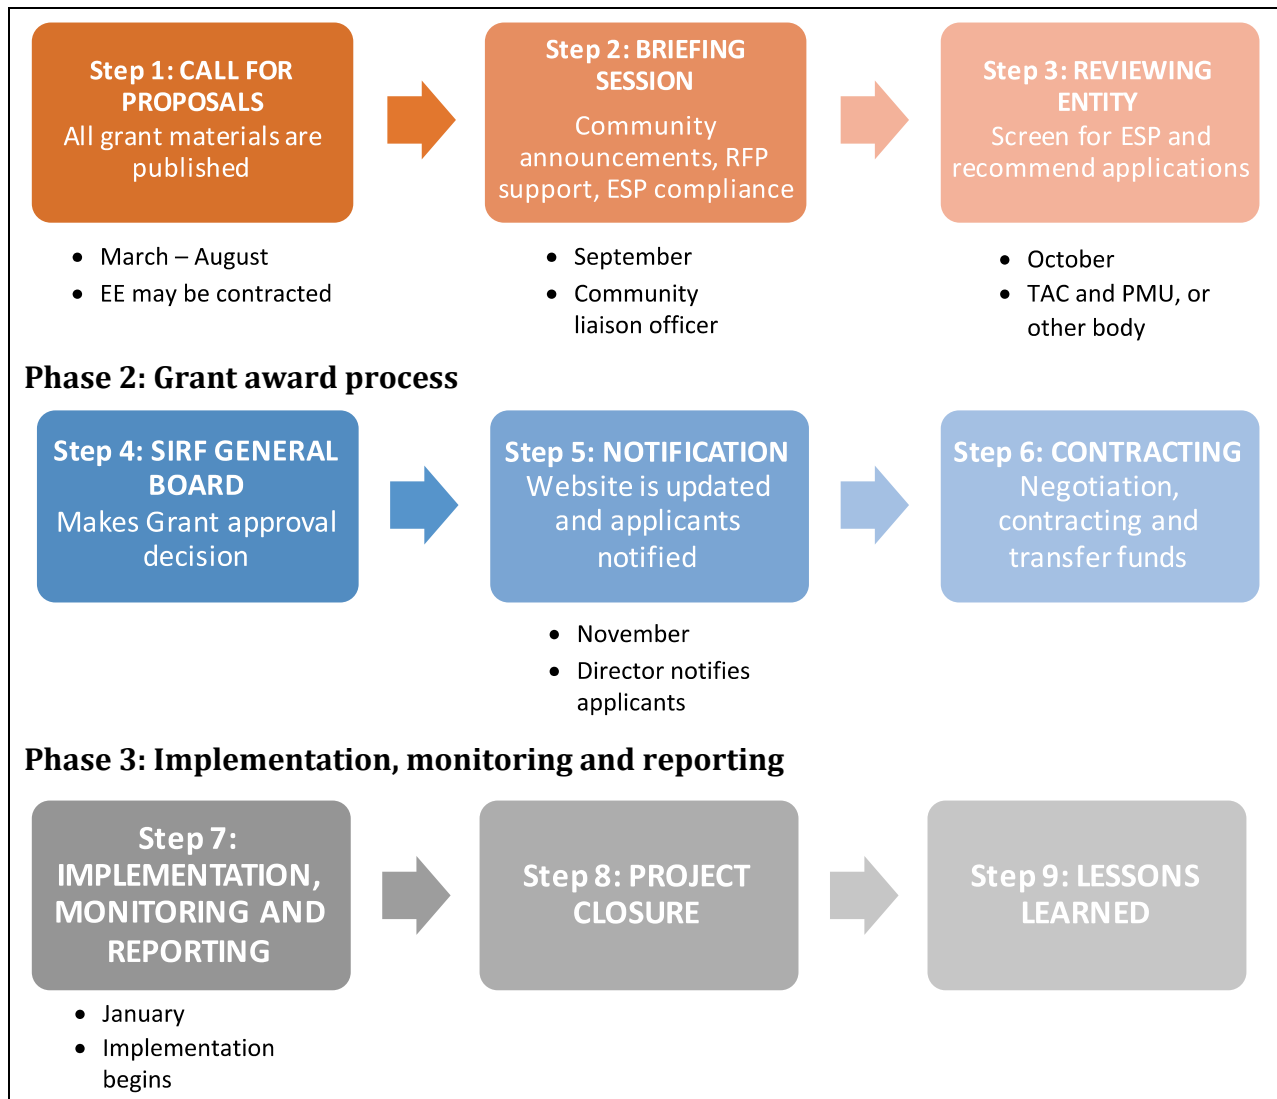 Step 1: CALL FOR
PROPOSALS
All grant materials are
published
Step 2: BRIEFING
SESSION
Community
announcements, RFP
support, ESP compliance
Step 3: REVIEWING
ENTITY
Screen for ESP and
recommend applications
• March – August
• EE may be contracted
• September
• Community
liaison officer
• October
• TAC and PMU, or
other body
Phase 2: Grant award process
Step 4: SIRF GENERAL
BOARD
Makes Grant approval
decision
Step 5: NOTIFICATION
Website is updated
and applicants
notified
Step 6: CONTRACTING
Negotiation,
contracting and
transfer funds
• November
• Director notifies
applicants
Phase 3: Implementation, monitoring and reporting
Step 7:
IMPLEMENTATION,
MONITORING AND
REPORTING
Step 8: PROJECT
CLOSURE
Step 9: LESSONS
LEARNED
• January
• Implementation
begins